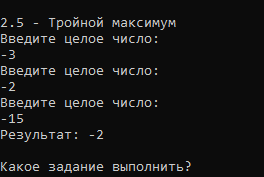 2.5 - Тройной максимум
Введите целое число:
-3
Введите целое число:
-2
Введите целое число:
-15
Результат: -2
Какое задание выполнить?